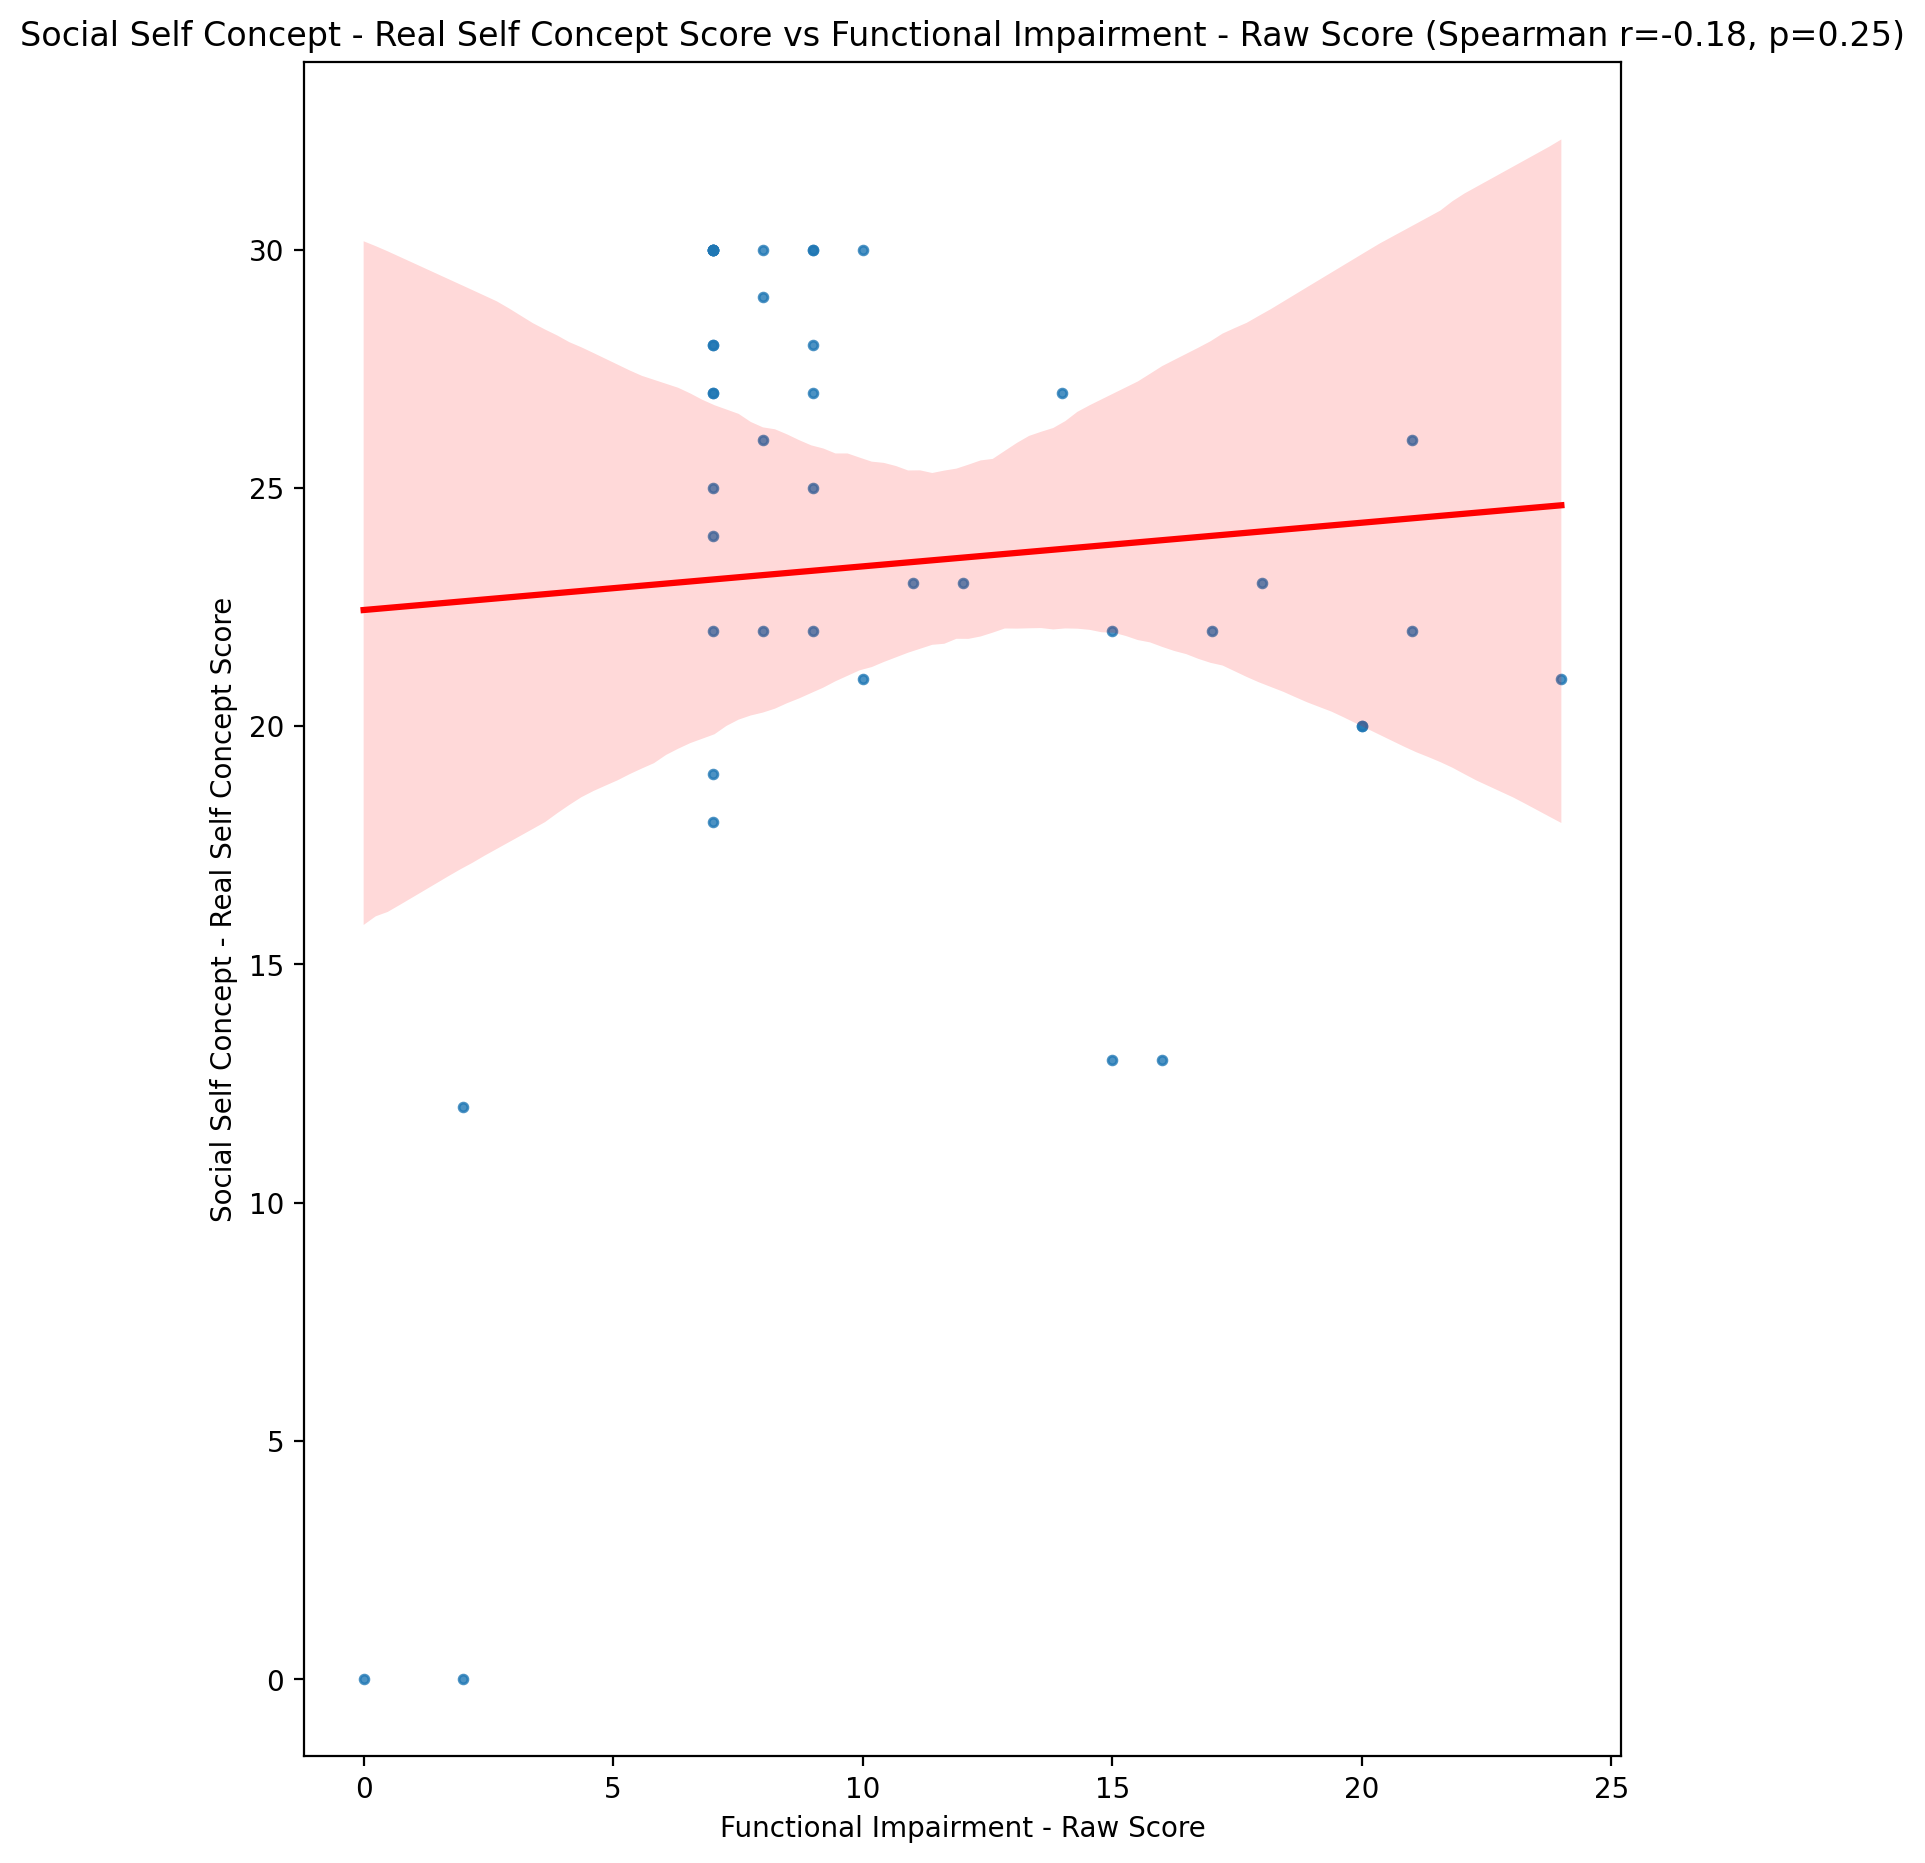 Social Self Concept - Real Self Concept Score vs Functional Impairment - Raw Score (Spearman r=-0.18, p=0.25)
Social Self Concept - Real Self Concept Score
30
25
20
15
10
5
0
0 5 10 15 20 25
Functional Impairment - Raw Score